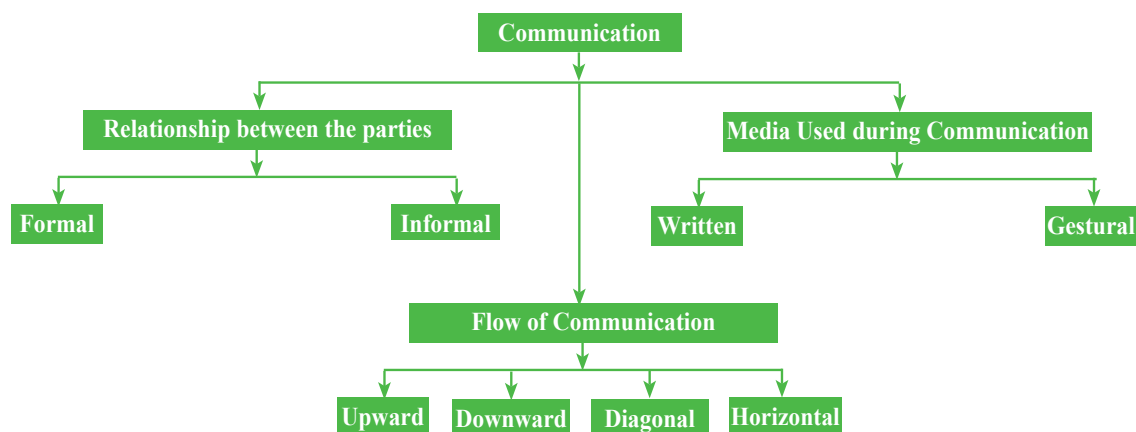 Communication
Relationship between the parties
Media Used during Communication
Formal
Informal
Written
Gestural
Flow of Communication
Upward
Downward
Diagonal
Horizontal